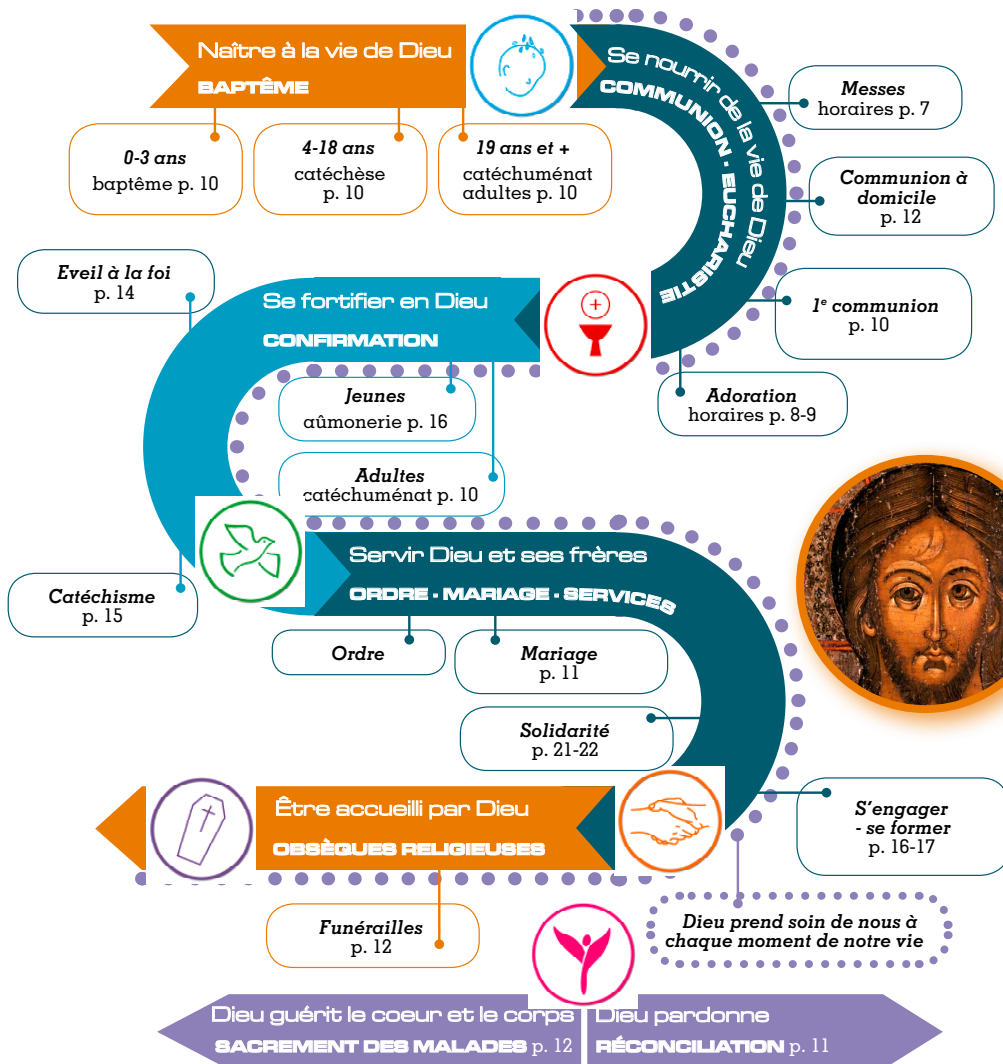 Naître à la vie de Dieu
BAPTÊME
0-3 ans
baptême p. 10
4-18 ans
catéchèse
p. 10
19 ans et +
catéchuménat
adultes p. 10
Se nourrir de la vie de Dieu
COMMUNION - EUCHARISTIE
Messes
horaires p. 7
Communion à
domicile
p. 12
1e communion
p. 10
Adoration
horaires p. 8-9
Eveil à la foi
p. 14
Se fortifier en Dieu
CONFIRMATION
Jeunes
aûmonerie p. 16
Adultes
catéchuménat p. 10
Catéchisme
p. 15
Servir Dieu et ses frères
ORDRE - MARIAGE - SERVICES
Ordre
Mariage
p. 11
Solidarité
p. 21-22
S'engager
- se former
p. 16-17
Être accueilli par Dieu
OBSÈQUES RELIGIEUSES
Funérailles
p. 12
Dieu prend soin de nous à
chaque moment de notre vie
Dieu guérit le coeur et le corps
SACREMENT DES MALADES p. 12
Dieu pardonne
RÉCONCILIATION p. 11